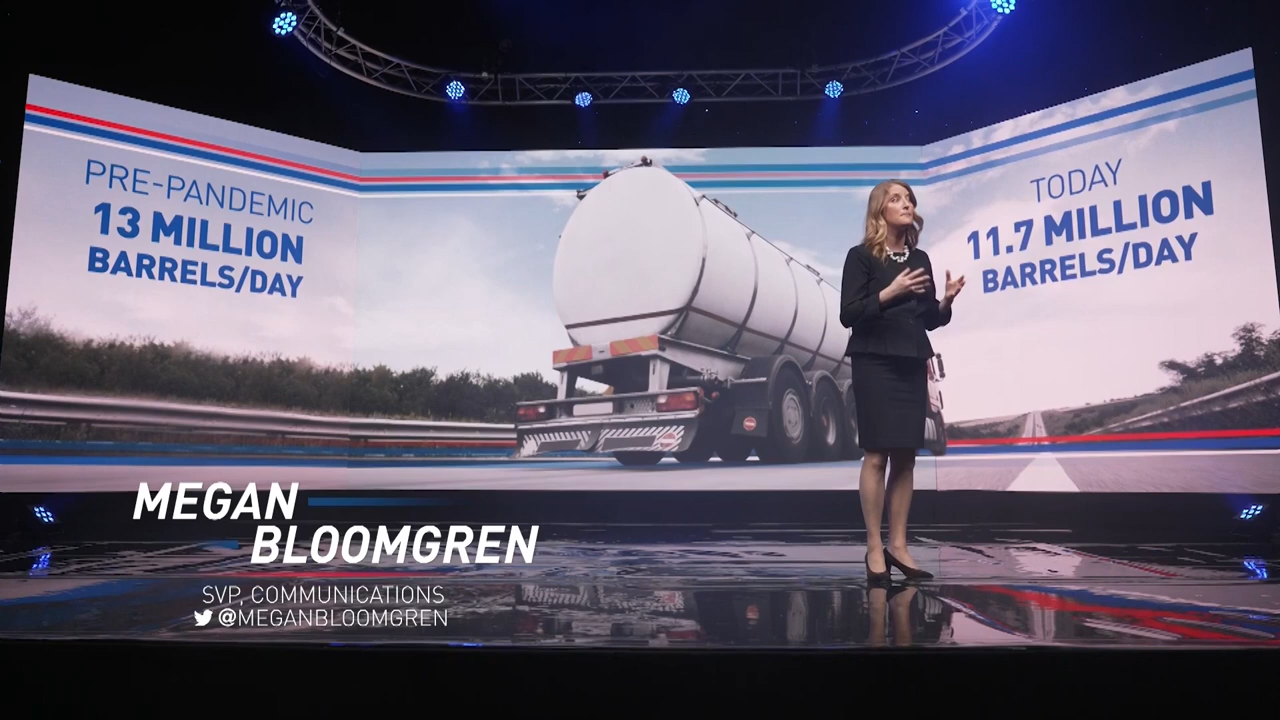 PRE-PANDEMIC
13 MILLION
BARRELS/DAY
TODAY
11.7 MILLION
BARRELS/DAY
MEGAN
BLOOMGREN
SVP, COMMUNICATIONS
@MEGANBLOOMGREN